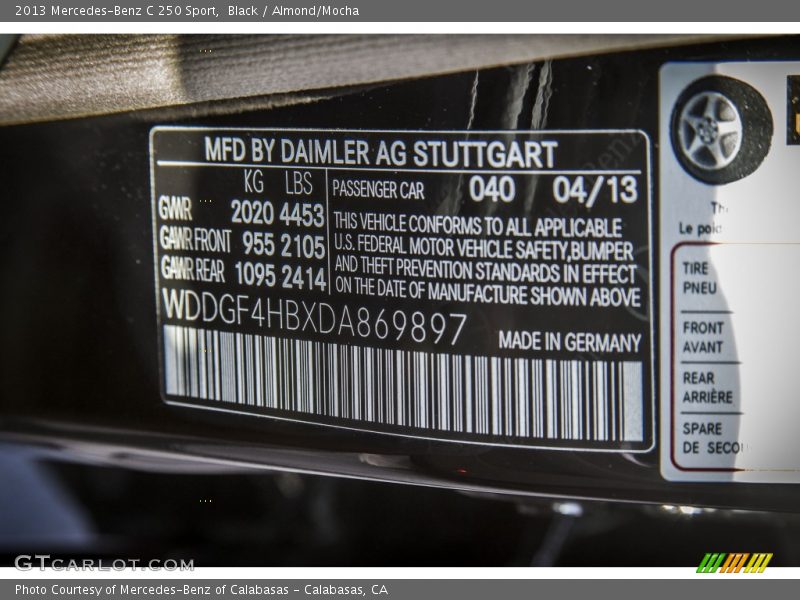 2013 Mercedes-Benz C 250 Sport, Black / Almond/Mocha
MFD BY DAIMLER AG STUTTGART
KG LBS
GVWR 2020 4453
GAWR FRONT 955 2105
GAWR REAR 1095 2414
PASSENGER CAR 040 04/13
THIS VEHICLE CONFORMS TO ALL APPLICABLE
U.S. FEDERAL MOTOR VEHICLE SAFETY,BUMPER
AND THEFT PREVENTION STANDARDS IN EFFECT
ON THE DATE OF MANUFACTURE SHOWN ABOVE
WDDGF4HBXDA869897
MADE IN GERMANY
Le
TIRE
PNEU
FRONT
AVANT
REAR
ARRIÈRE
SPARE
DE
GTCARLOT.COM
Photo Courtesy of Mercedes-Benz of Calabasas - Calabasas, CA